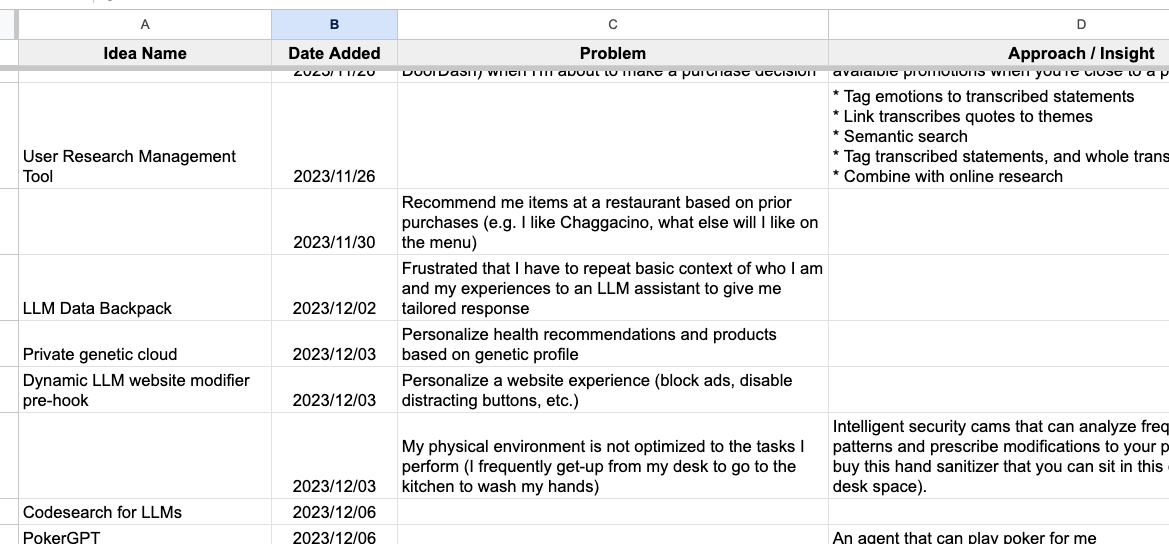 A B C D
Idea Name Date Added Problem Approach / Insight
2023/11/26 DoorDash) when I'm about to make a purchase decision available promotions when you're close to a p
* Tag emotions to transcribed statements
* Link transcribes quotes to themes
* Semantic search
User Research Management * Tag transcribed statements, and whole trans
Tool 2023/11/26 * Combine with online research
Recommend me items at a restaurant based on prior
purchases (e.g. I like Chaggacino, what else will I like on
2023/11/30 the menu)
Frustrated that I have to repeat basic context of who I am
and my experiences to an LLM assistant to give me
LLM Data Backpack 2023/12/02 tailored response
Personalize health recommendations and products
Private genetic cloud 2023/12/03 based on genetic profile
Dynamic LLM website modifier Personalize a website experience (block ads, disable
pre-hook 2023/12/03 distracting buttons, etc.)
Intelligent security cams that can analyze freq
My physical environment is not optimized to the tasks I patterns and prescribe modifications to your p
perform (I frequently get-up from my desk to go to the buy this hand sanitizer that you can sit in this
2023/12/03 kitchen to wash my hands) desk space).
Codesearch for LLMs 2023/12/06
PokerGPT 2023/12/06 An agent that can play poker for me